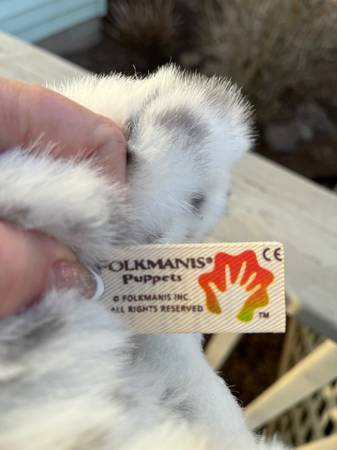 FOLKMANIS®
Puppets
© FOLKMANIS INC.
ALL RIGHTS RESERVED
CE
TM